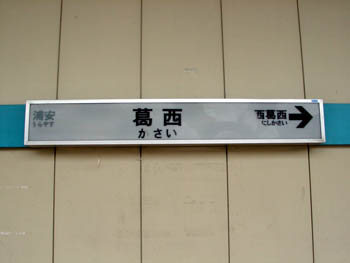 浦安
うらやす
葛西
かさい
西葛西
にしかさい